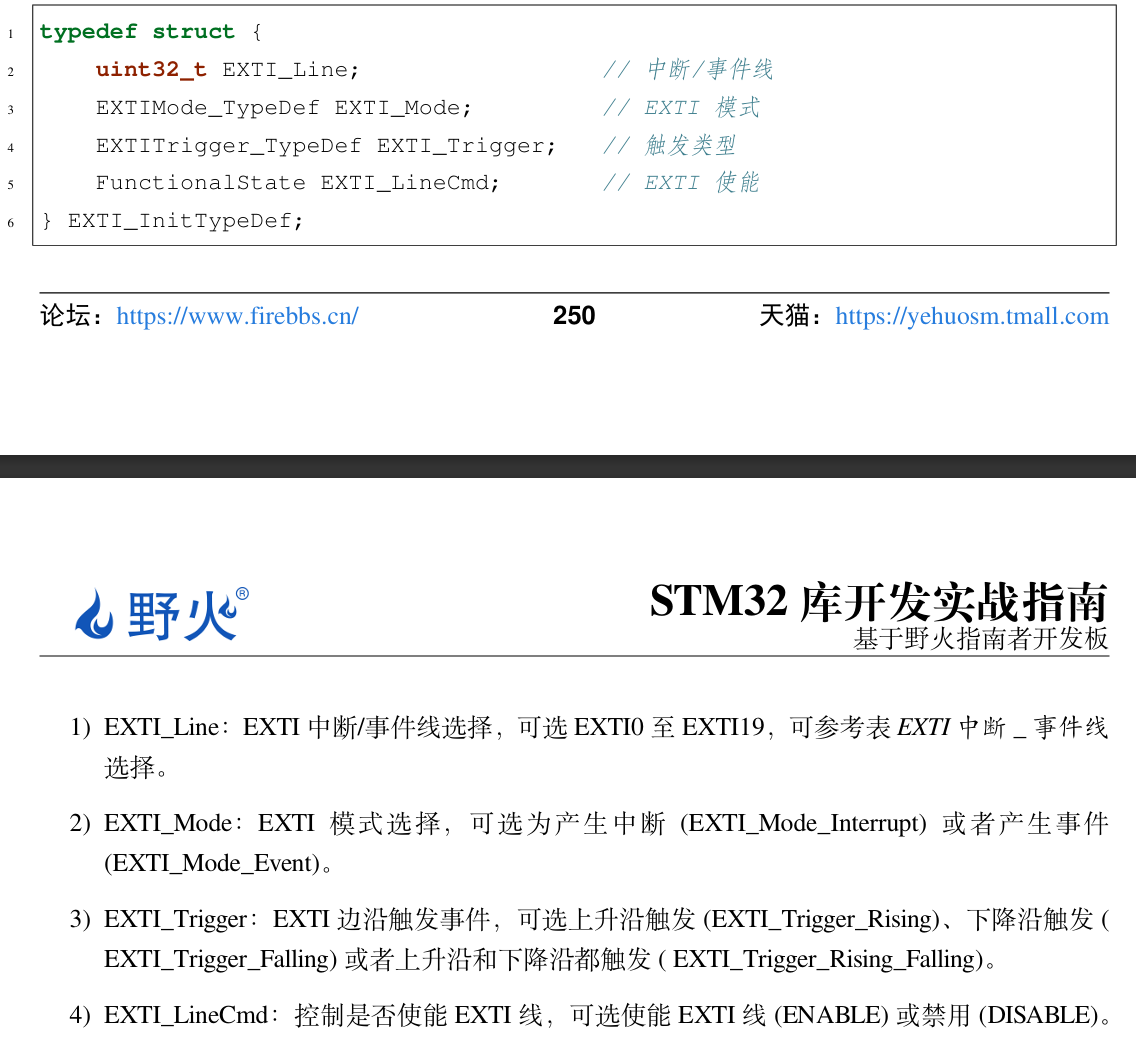 1 typedef struct {
2 uint32_t EXTI_Line; // 中断/事件线
3 EXTIMode_TypeDef EXTI_Mode; // EXTI 模式
4 EXTITrigger_TypeDef EXTI_Trigger; // 触发类型
5 FunctionalState EXTI_LineCmd; // EXTI 使能
6 } EXTI_InitTypeDef;
论坛：https://www.firebbs.cn/ 250 天猫：https://yehuosm.tmall.com
野火® STM32 库开发实战指南
基于野火指南者开发板
1) EXTI_Line：EXTI 中断/事件线选择，可选 EXTI0 至 EXTI19，可参考表 EXTI 中断 _ 事件线
选择。
2) EXTI_Mode：EXTI 模式选择，可选为产生中断 (EXTI_Mode_Interrupt) 或者产生事件
(EXTI_Mode_Event)。
3) EXTI_Trigger：EXTI 边沿触发事件，可选上升沿触发 (EXTI_Trigger_Rising)、下降沿触发 (
EXTI_Trigger_Falling) 或者上升沿和下降沿都触发 ( EXTI_Trigger_Rising_Falling)。
4) EXTI_LineCmd：控制是否使能 EXTI 线，可选使能 EXTI 线 (ENABLE) 或禁用 (DISABLE)。